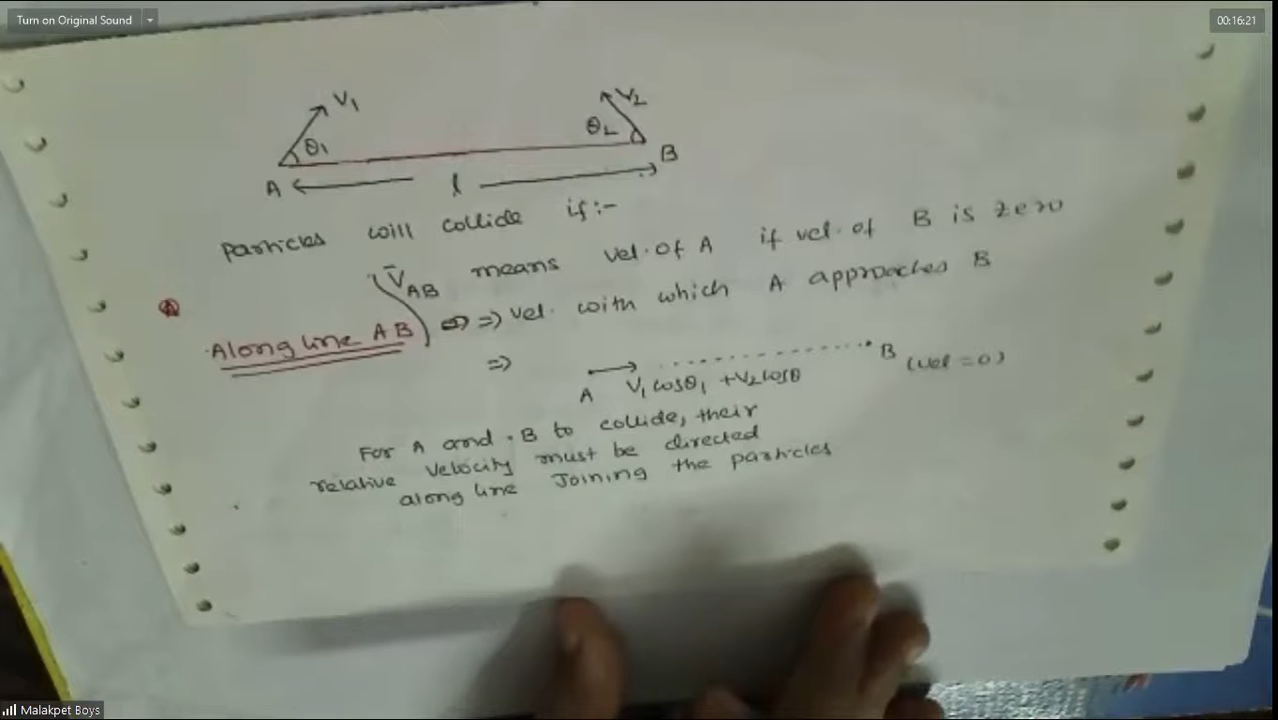 Turn on Original Sound
00:16:21
V1
V2
θ1
θ2
A
B
l
Particles will collide if :-
V̄AB means vel. of A if vel. of B is zero
=> vel. with which A approaches B
Along line AB
=>
A V1 cosθ1 + V2 cosθ B (vel = 0)
For A and B to collide, their
relative velocity must be directed
along line Joining the particles
Malakpet Boys